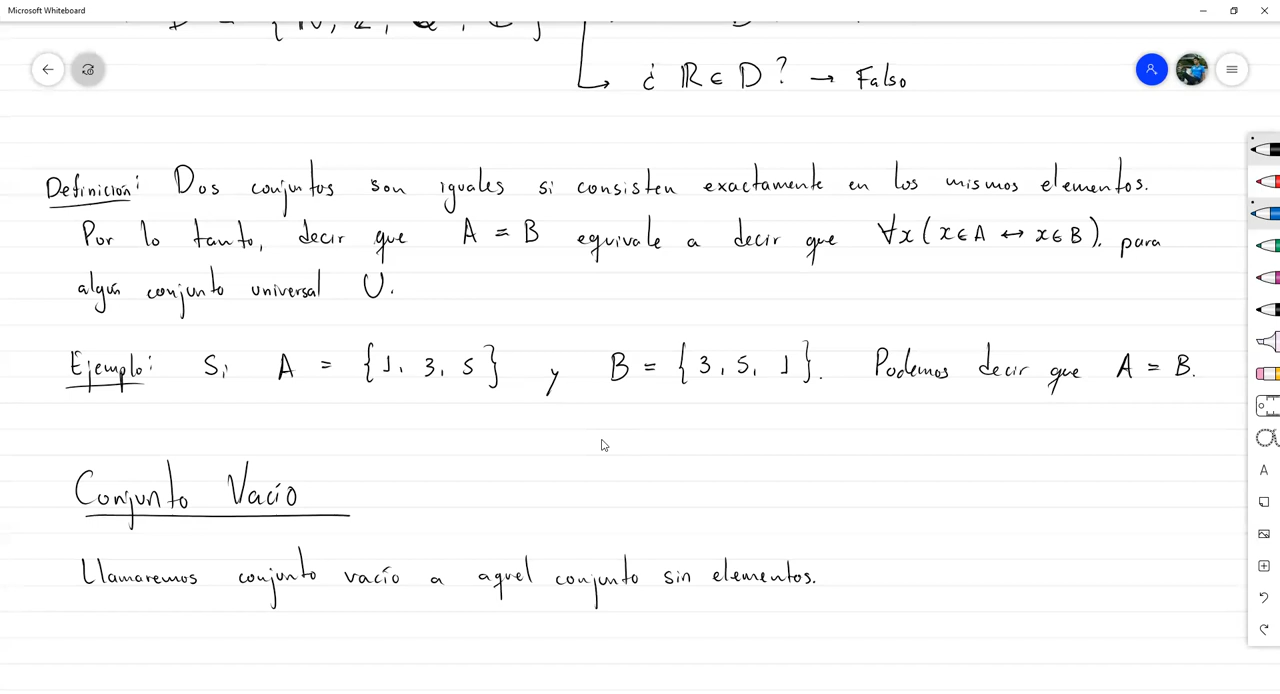 Microsoft Whiteboard
¿ ℝ ∈ D ? → Falso
Definicion: Dos conjuntos son iguales si consisten exactamente en los mismos elementos.
Por lo tanto, decir que A = B equivale a decir que ∀x ( x ∈ A ↔ x ∈ B ). para
algún conjunto universal U.
Ejemplo: Si A = {1, 3, 5} y B = {3, 5, 1}. Podemos decir que A = B.
Conjunto Vacío
Llamaremos conjunto vacío a aquel conjunto sin elementos.